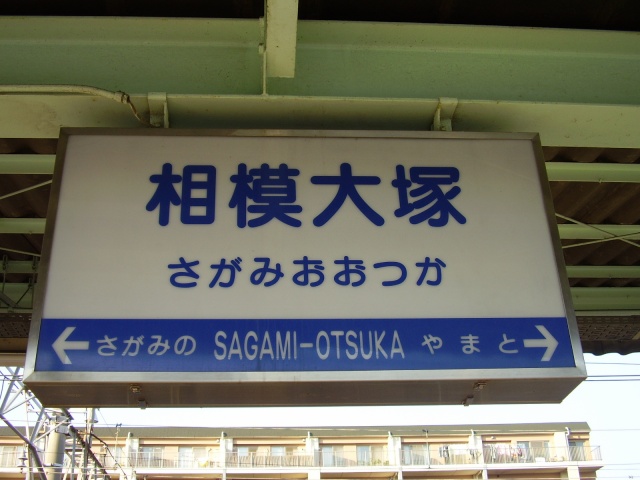 相模大塚
さがみおおつか
← さがみの SAGAMI-OTSUKA やまと →